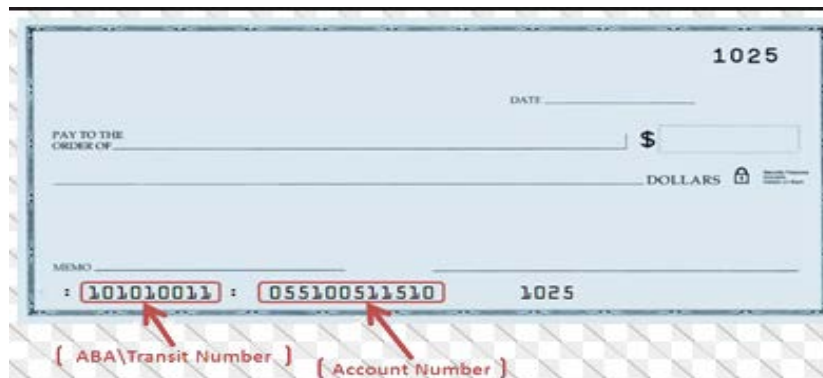 1025
DATE
PAY TO THE
ORDER OF
$
DOLLARS
MEMO
: 101010011 : 055100511510 1025
[ ABA\Transit Number ]
[ Account Number ]